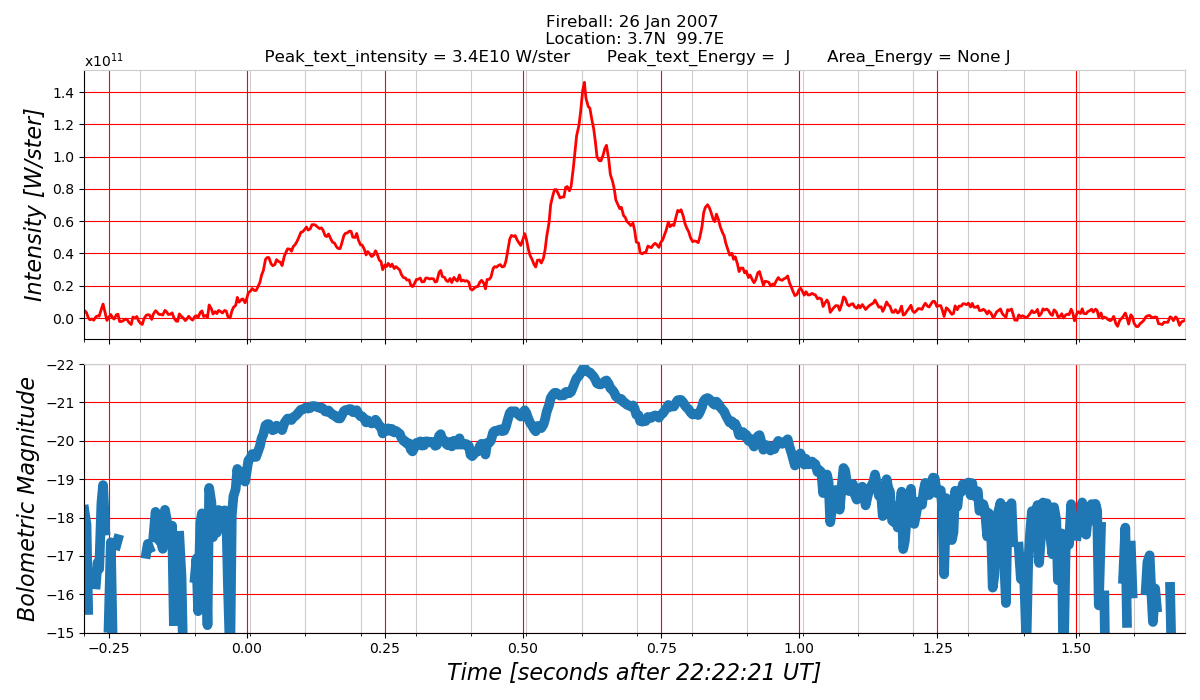 Fireball: 26 Jan 2007
Location: 3.7N  99.7E
Peak_text_intensity = 3.4E10 W/ster       Peak_text_Energy =  J       Area_Energy = None J
x10¹¹
Intensity [W/ster]
1.4
1.2
1.0
0.8
0.6
0.4
0.2
0.0
Bolometric Magnitude
−22
−21
−20
−19
−18
−17
−16
−15
−0.25 0.00 0.25 0.50 0.75 1.00 1.25 1.50
Time [seconds after 22:22:21 UT]